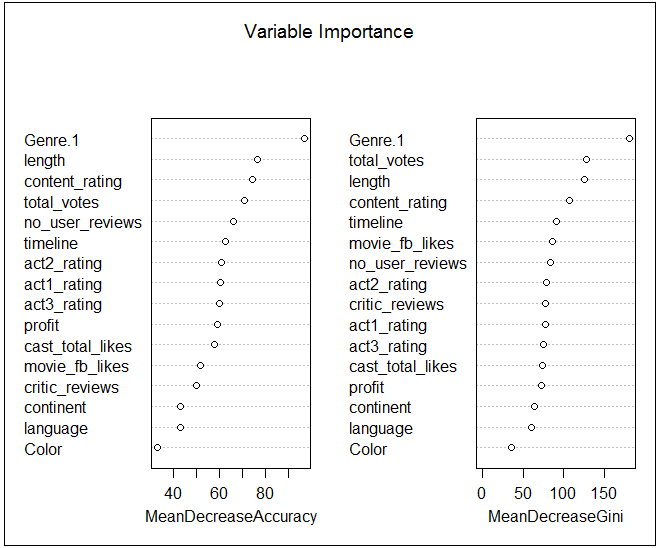 Variable Importance
Genre.1
length
content_rating
total_votes
no_user_reviews
timeline
act2_rating
act1_rating
act3_rating
profit
cast_total_likes
movie_fb_likes
critic_reviews
continent
language
Color
40 60 80
MeanDecreaseAccuracy
Genre.1
total_votes
length
content_rating
timeline
movie_fb_likes
no_user_reviews
act2_rating
critic_reviews
act1_rating
act3_rating
cast_total_likes
profit
continent
language
Color
0 50 100 150
MeanDecreaseGini